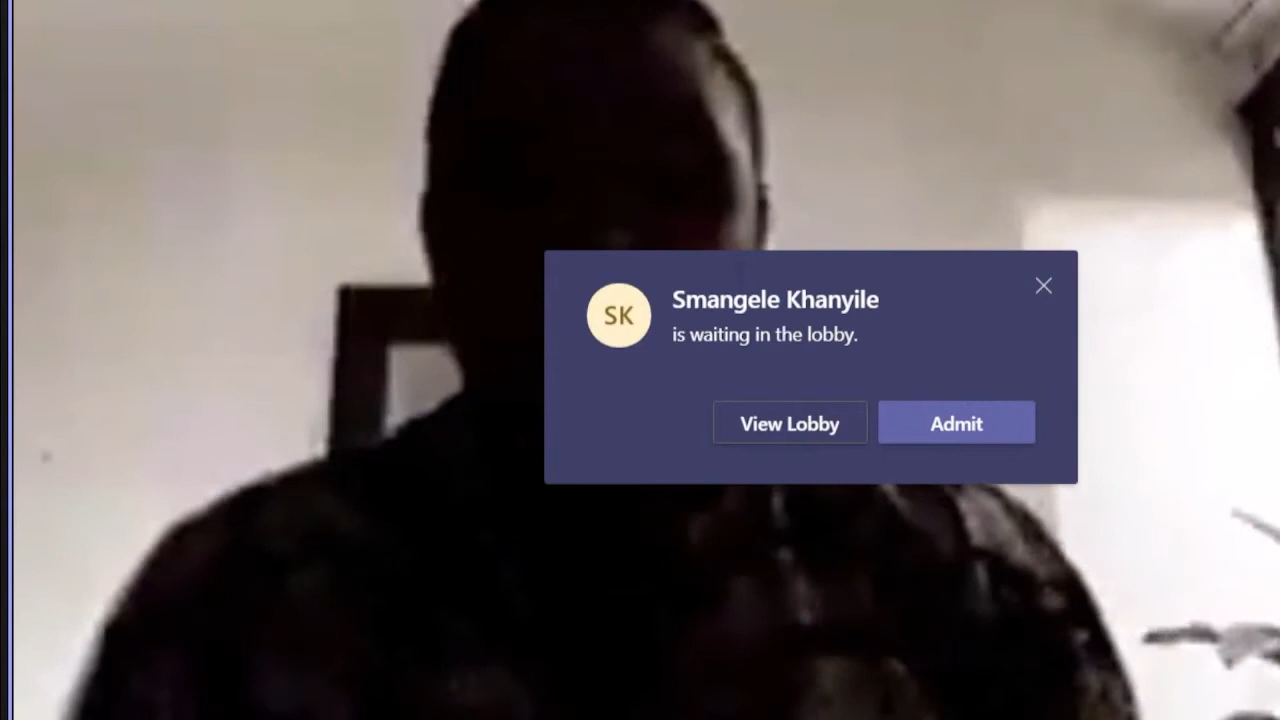 SK
Smangele Khanyile
is waiting in the lobby.
View Lobby
Admit